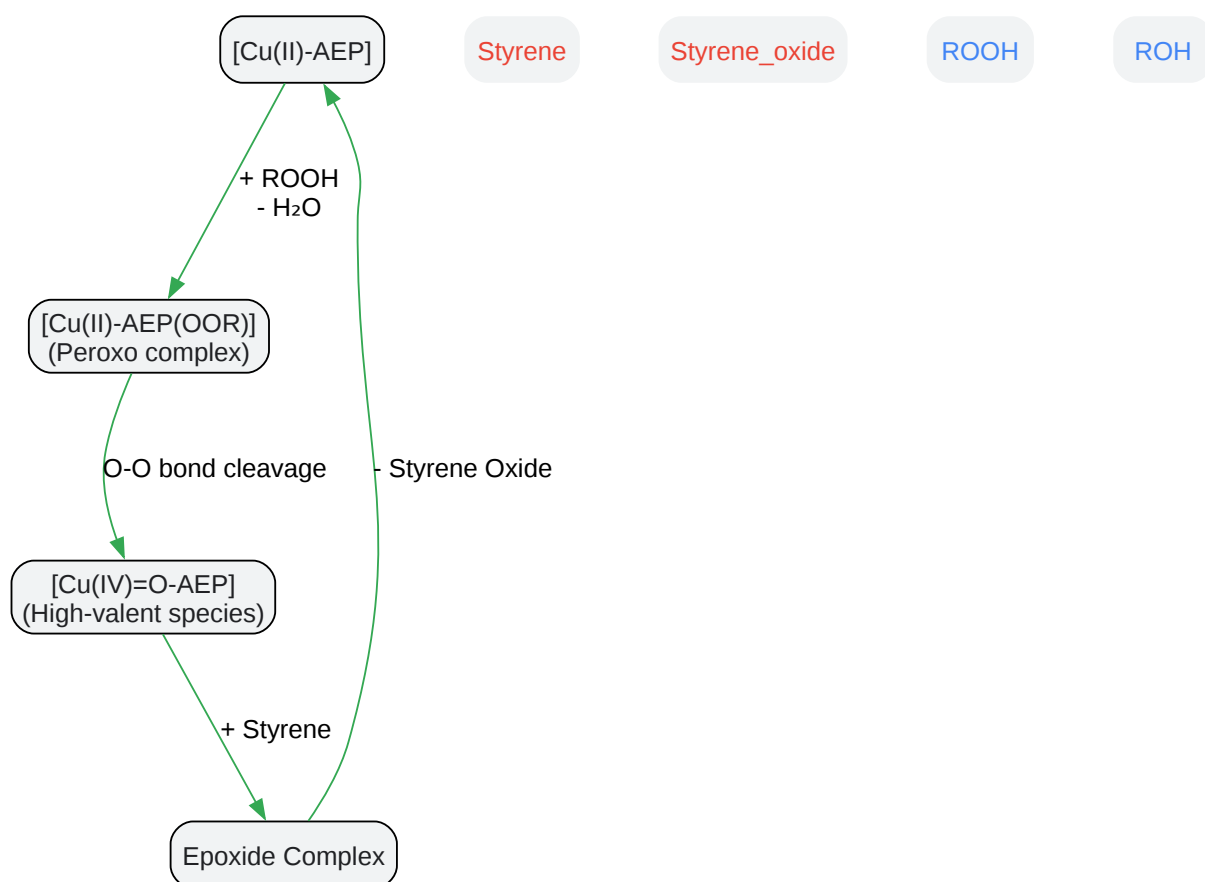 [Cu(II)-AEP]
Styrene
Styrene_oxide
ROOH
ROH
+ ROOH
- H₂O
[Cu(II)-AEP(OOR)]
(Peroxo complex)
O-O bond cleavage
- Styrene Oxide
[Cu(IV)=O-AEP]
(High-valent species)
+ Styrene
Epoxide Complex